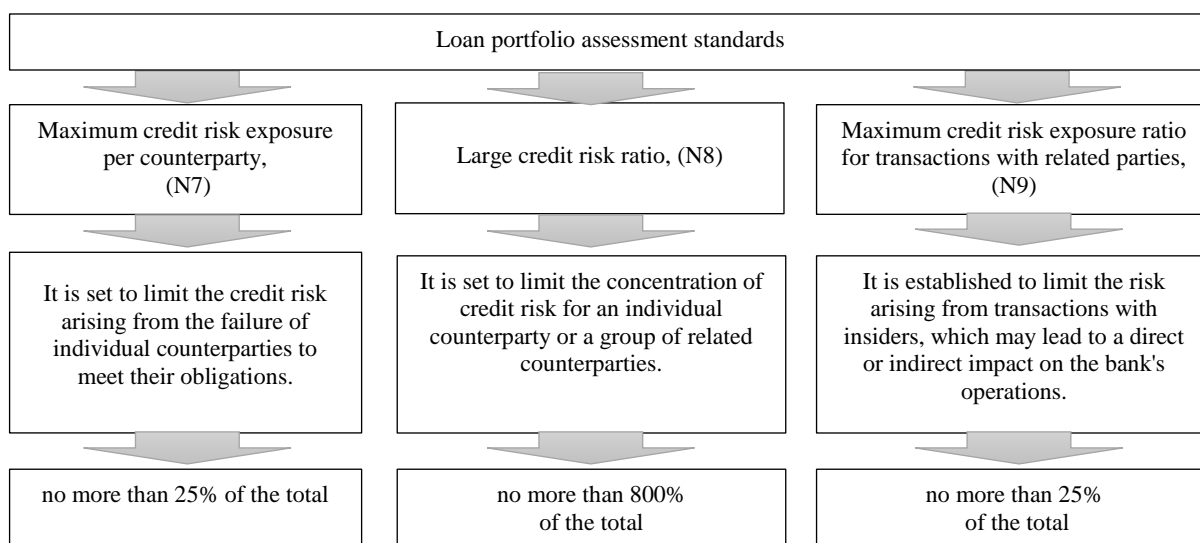 Loan portfolio assessment standards
Maximum credit risk exposure
per counterparty,
(N7)
Large credit risk ratio, (N8)
Maximum credit risk exposure ratio
for transactions with related parties,
(N9)
It is set to limit the credit risk
arising from the failure of
individual counterparties to
meet their obligations.
It is set to limit the concentration of
credit risk for an individual
counterparty or a group of related
counterparties.
It is established to limit the risk
arising from transactions with
insiders, which may lead to a direct
or indirect impact on the bank's
operations.
no more than 25% of the total
no more than 800%
of the total
no more than 25%
of the total